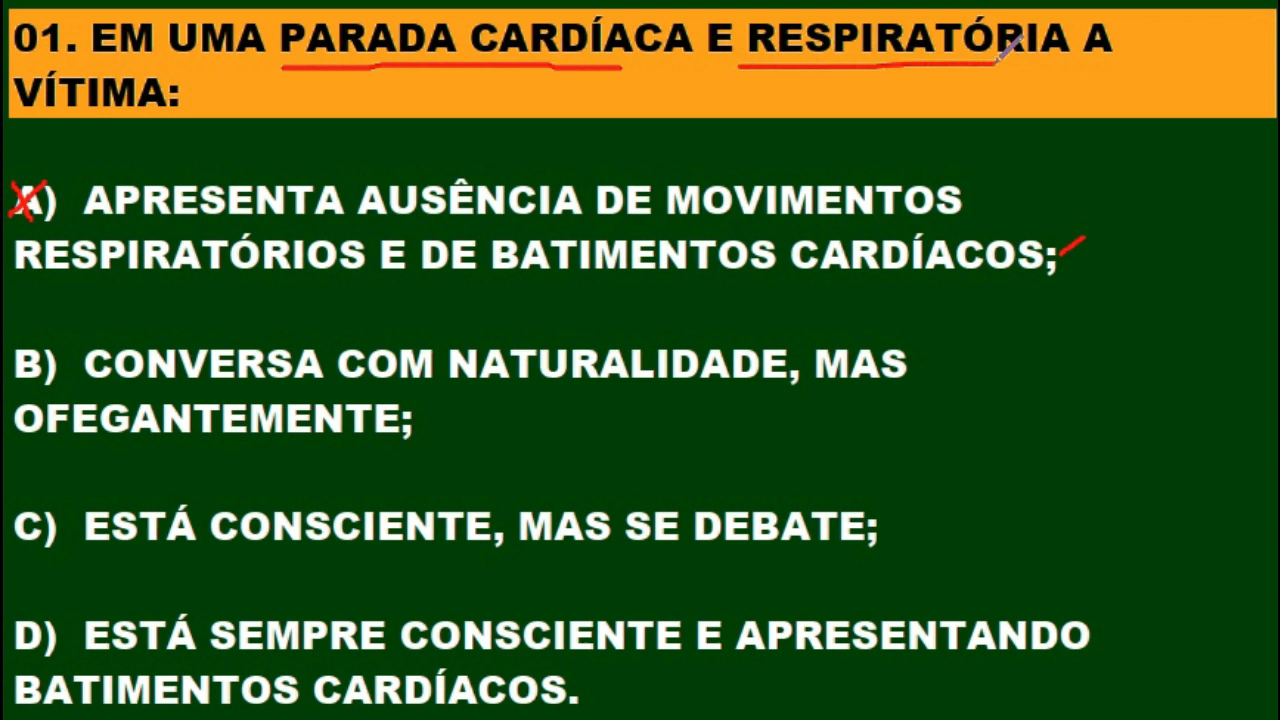 01. EM UMA PARADA CARDÍACA E RESPIRATÓRIA A
VÍTIMA:
A) APRESENTA AUSÊNCIA DE MOVIMENTOS
RESPIRATÓRIOS E DE BATIMENTOS CARDÍACOS;
B) CONVERSA COM NATURALIDADE, MAS
OFEGANTEMENTE;
C) ESTÁ CONSCIENTE, MAS SE DEBATE;
D) ESTÁ SEMPRE CONSCIENTE E APRESENTANDO
BATIMENTOS CARDÍACOS.